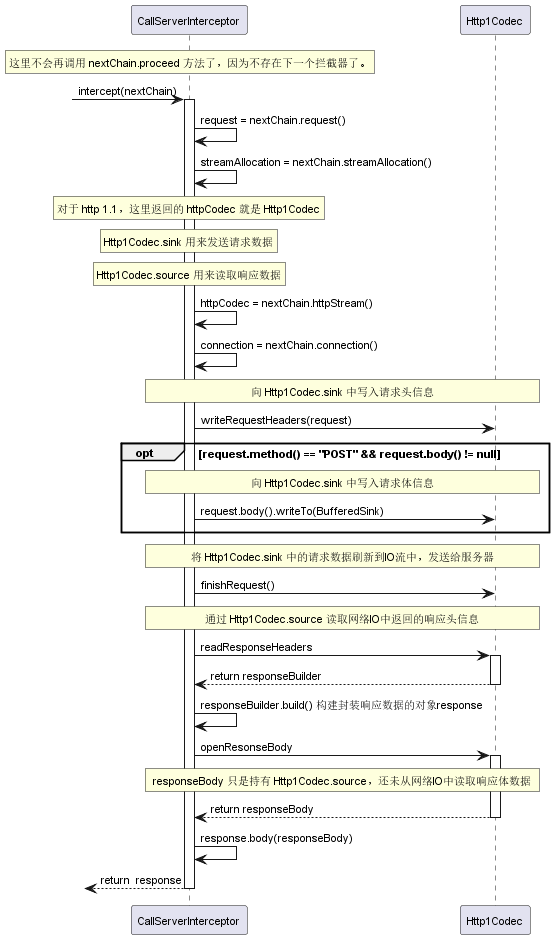 CallServerInterceptor
Http1Codec
这里不会再调用 nextChain.proceed 方法了，因为不存在下一个拦截器了。
intercept(nextChain)
request = nextChain.request()
streamAllocation = nextChain.streamAllocation()
对于 http 1.1，这里返回的 httpCodec 就是 Http1Codec
Http1Codec.sink 用来发送请求数据
Http1Codec.source 用来读取响应数据
httpCodec = nextChain.httpStream()
connection = nextChain.connection()
向 Http1Codec.sink 中写入请求头信息
writeRequestHeaders(request)
opt [request.method() == "POST" && request.body() != null]
向 Http1Codec.sink 中写入请求体信息
request.body().writeTo(BufferedSink)
将 Http1Codec.sink 中的请求数据刷新到IO流中，发送给服务器
finishRequest()
通过 Http1Codec.source 读取网络IO中返回的响应头信息
readResponseHeaders
return responseBuilder
responseBuilder.build() 构建封装响应数据的对象response
openResonseBody
responseBody 只是持有 Http1Codec.source，还未从网络IO中读取响应体数据
return responseBody
response.body(responseBody)
return response
CallServerInterceptor
Http1Codec